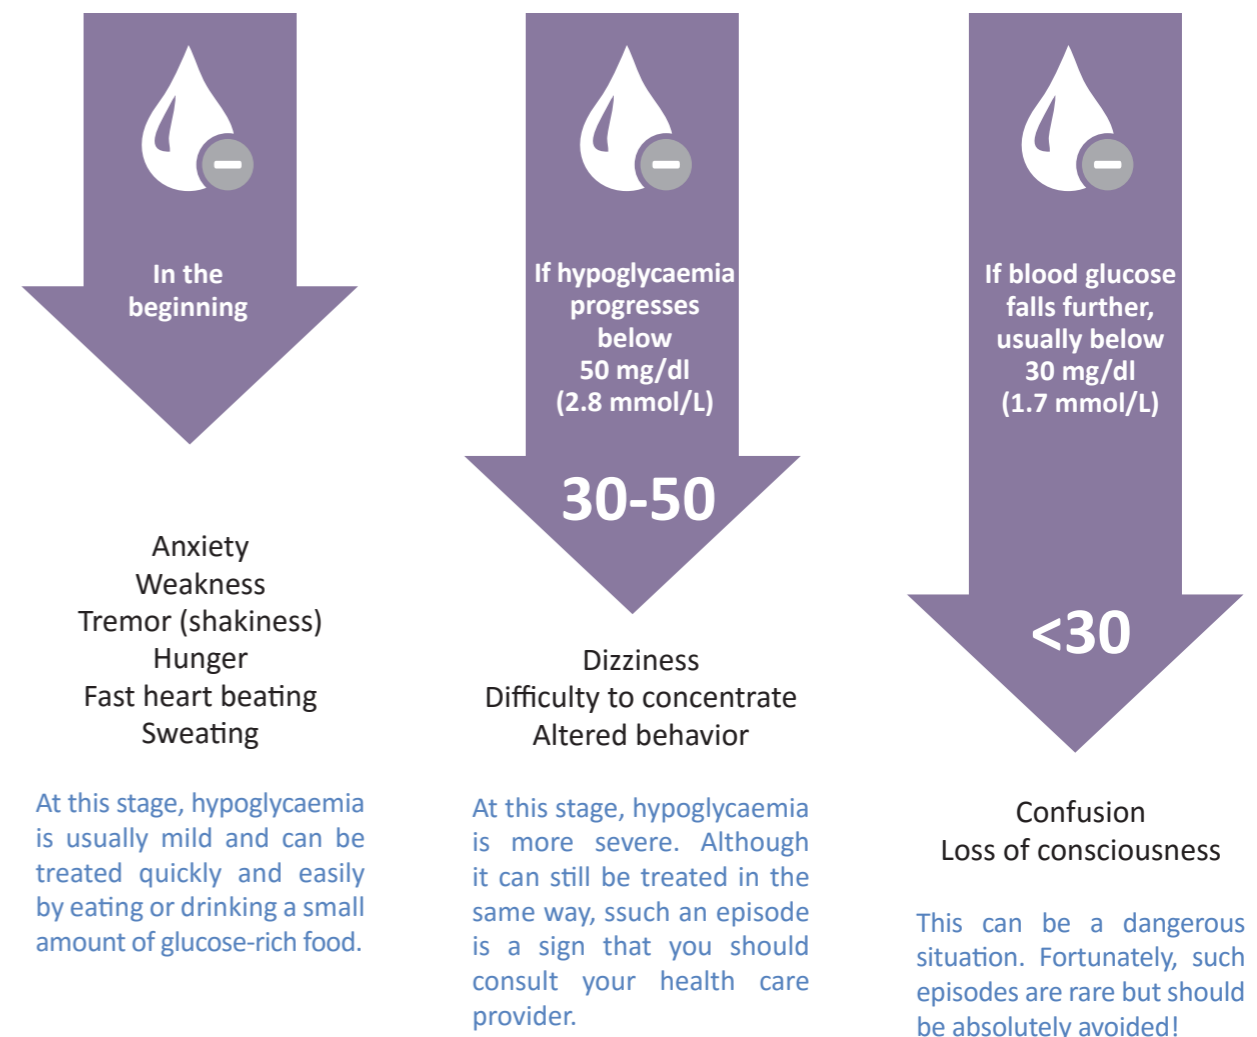 In the
beginning
Anxiety
Weakness
Tremor (shakiness)
Hunger
Fast heart beating
Sweating
At this stage, hypoglycaemia
is usually mild and can be
treated quickly and easily
by eating or drinking a small
amount of glucose-rich food.
If hypoglycaemia
progresses
below
50 mg/dl
(2.8 mmol/L)
30-50
Dizziness
Difficulty to concentrate
Altered behavior
At this stage, hypoglycaemia
is more severe. Although
it can still be treated in the
same way, ssuch an episode
is a sign that you should
consult your health care
provider.
If blood glucose
falls further,
usually below
30 mg/dl
(1.7 mmol/L)
<30
Confusion
Loss of consciousness
This can be a dangerous
situation. Fortunately, such
episodes are rare but should
be absolutely avoided!